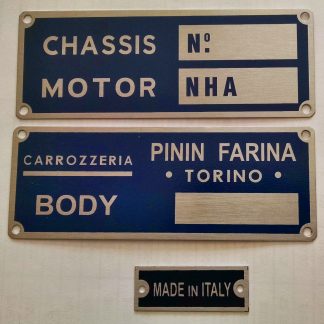 CHASSIS Nº.
MOTOR NHA
CARROZZERIA PININ FARINA
• TORINO •
BODY
MADE IN ITALY